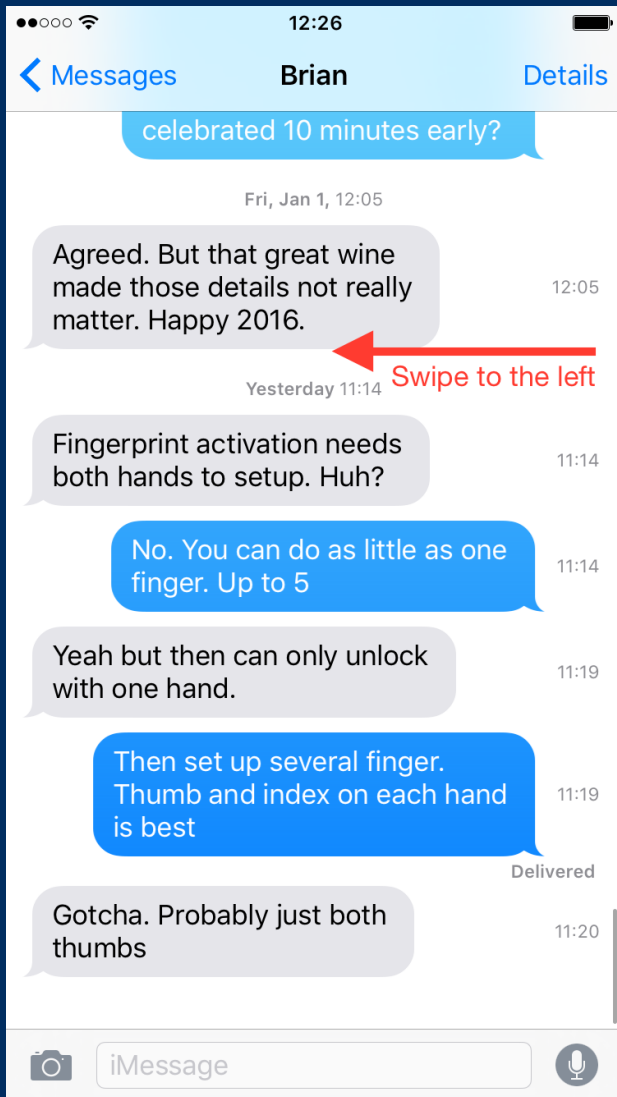 12:26
Messages Brian Details
celebrated 10 minutes early?
Fri, Jan 1, 12:05
Agreed. But that great wine
made those details not really
matter. Happy 2016.
12:05
Swipe to the left
Yesterday 11:14
Fingerprint activation needs
both hands to setup. Huh?
11:14
No. You can do as little as one
finger. Up to 5
11:14
Yeah but then can only unlock
with one hand.
11:19
Then set up several finger.
Thumb and index on each hand
is best
11:19
Delivered
Gotcha. Probably just both
thumbs
11:20
iMessage